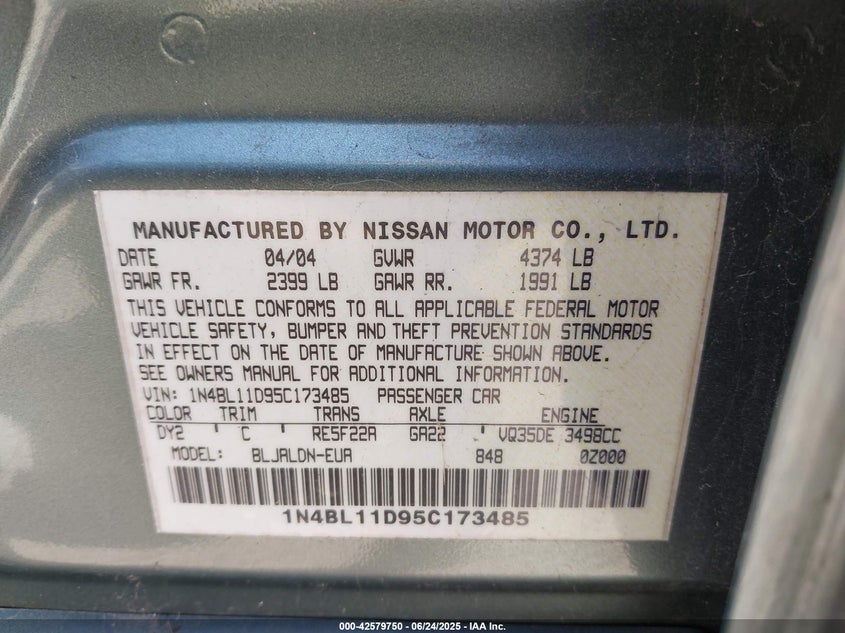 MANUFACTURED BY NISSAN MOTOR CO., LTD.
DATE 04/04 GVWR 4374 LB
GAWR FR. 2399 LB GAWR RR. 1991 LB
THIS VEHICLE CONFORMS TO ALL APPLICABLE FEDERAL MOTOR
VEHICLE SAFETY, BUMPER AND THEFT PREVENTION STANDARDS
IN EFFECT ON THE DATE OF MANUFACTURE SHOWN ABOVE.
SEE OWNERS MANUAL FOR ADDITIONAL INFORMATION.
VIN: 1N4BL11D95C173485 PASSENGER CAR
COLOR TRIM TRANS AXLE ENGINE
DY2 ' C ' RE5F22A GA22 ' VQ35DE 3498CC
MODEL: BLJALDN-EUA 848 0Z000
1N4BL11D95C173485
000-42579750 | 06/24/2025 - IAA Inc.